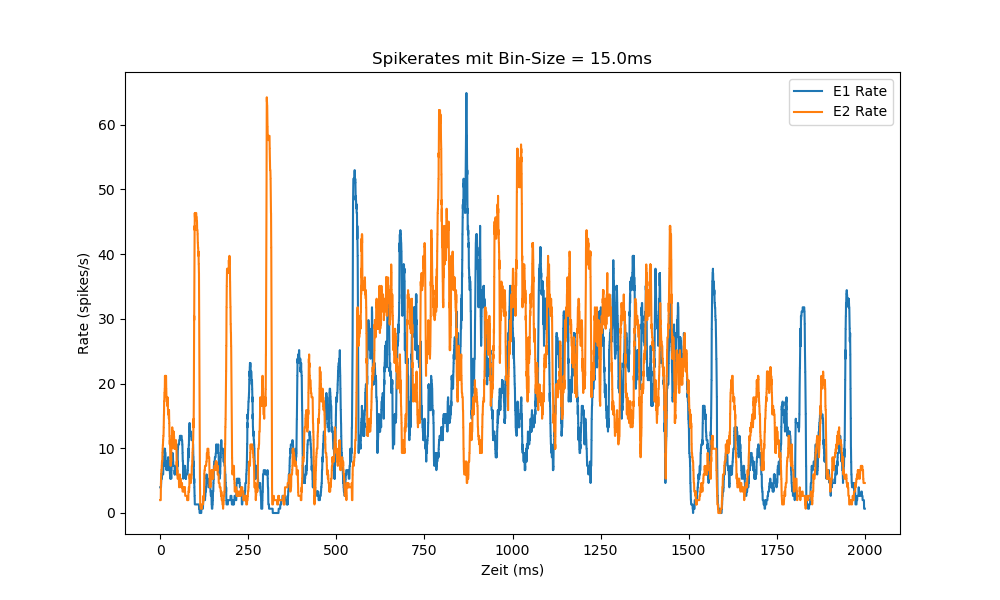 Spikerates mit Bin-Size = 15.0ms
E1 Rate
E2 Rate
60
50
40
30
20
10
0
Rate (spikes/s)
0 250 500 750 1000 1250 1500 1750 2000
Zeit (ms)